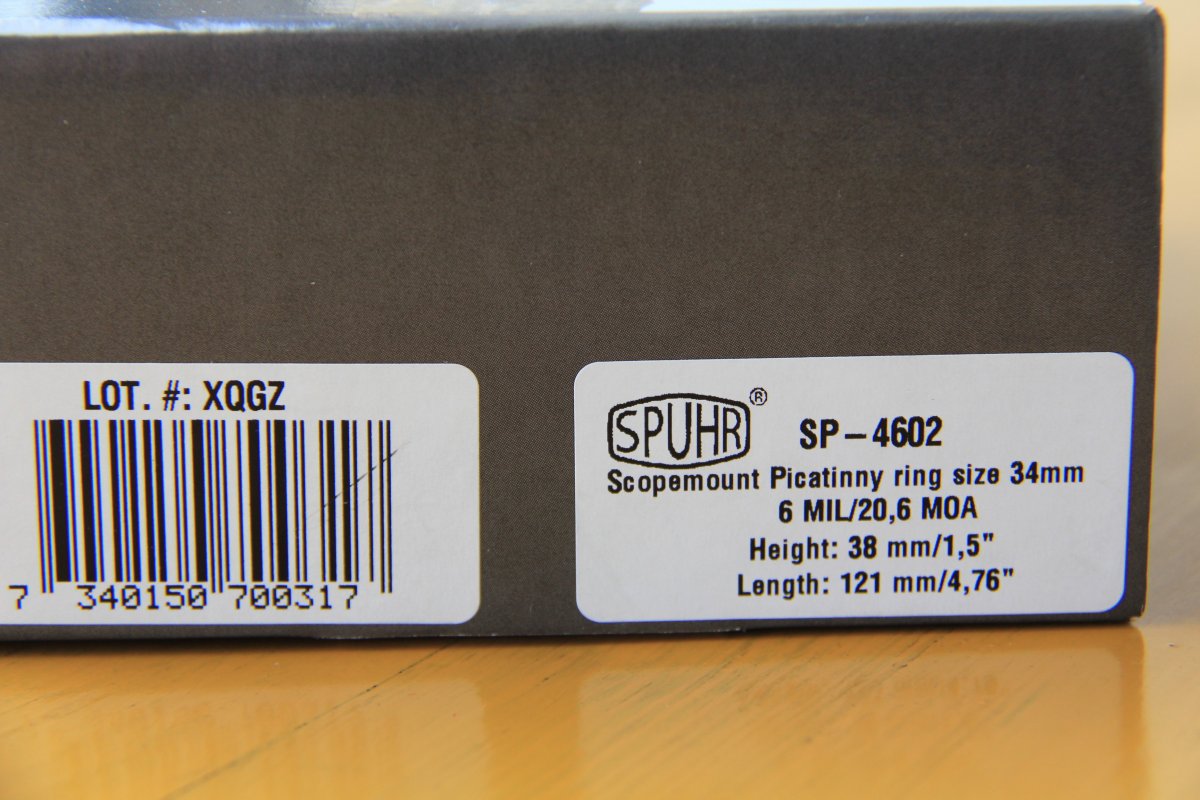 LOT. #: XQGZ
7 340150 700317
SPUHR®
SP-4602
Scopemount Picatinny ring size 34mm
6 MIL/20,6 MOA
Height: 38 mm/1,5"
Length: 121 mm/4,76"